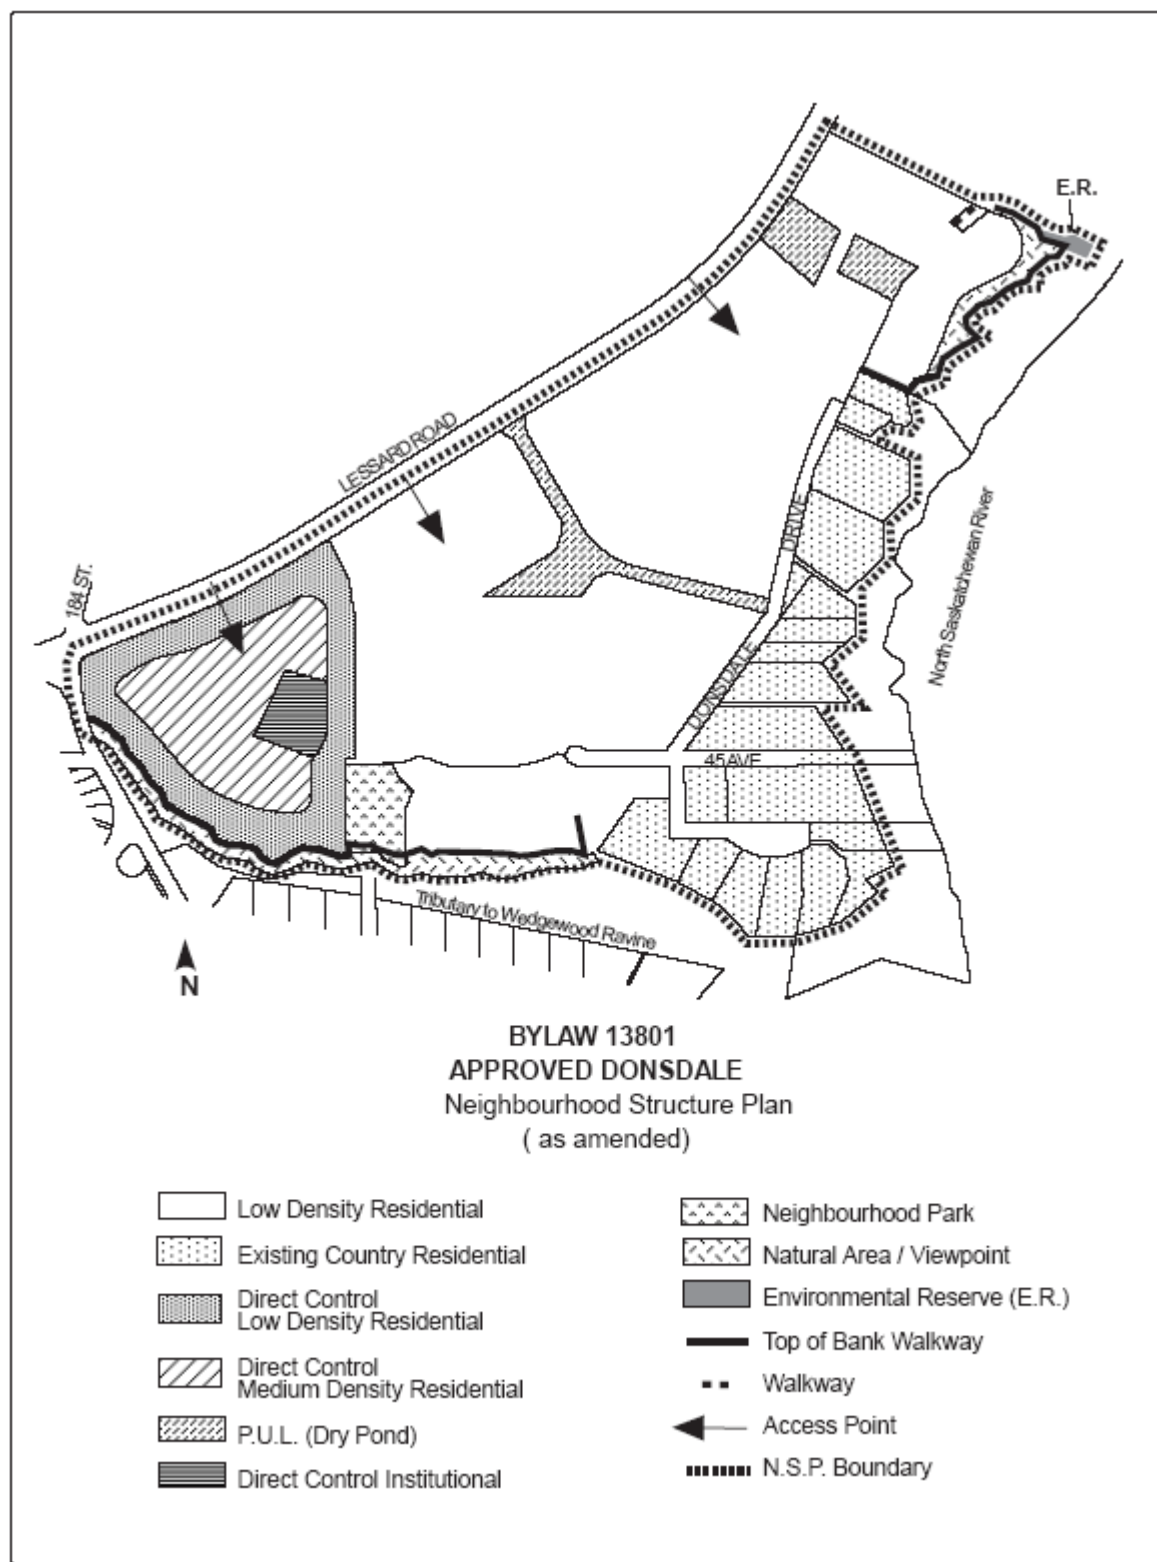 E.R.
LESSARD ROAD
184 ST.
DRIVE
DONSDALE
North Saskatchewan River
45 AVE
Tributary to Wedgewood Ravine
N
BYLAW 13801
APPROVED DONSDALE
Neighbourhood Structure Plan
( as amended)
Low Density Residential
Existing Country Residential
Direct Control
Low Density Residential
Direct Control
Medium Density Residential
P.U.L. (Dry Pond)
Direct Control Institutional
Neighbourhood Park
Natural Area / Viewpoint
Environmental Reserve (E.R.)
Top of Bank Walkway
Walkway
Access Point
N.S.P. Boundary